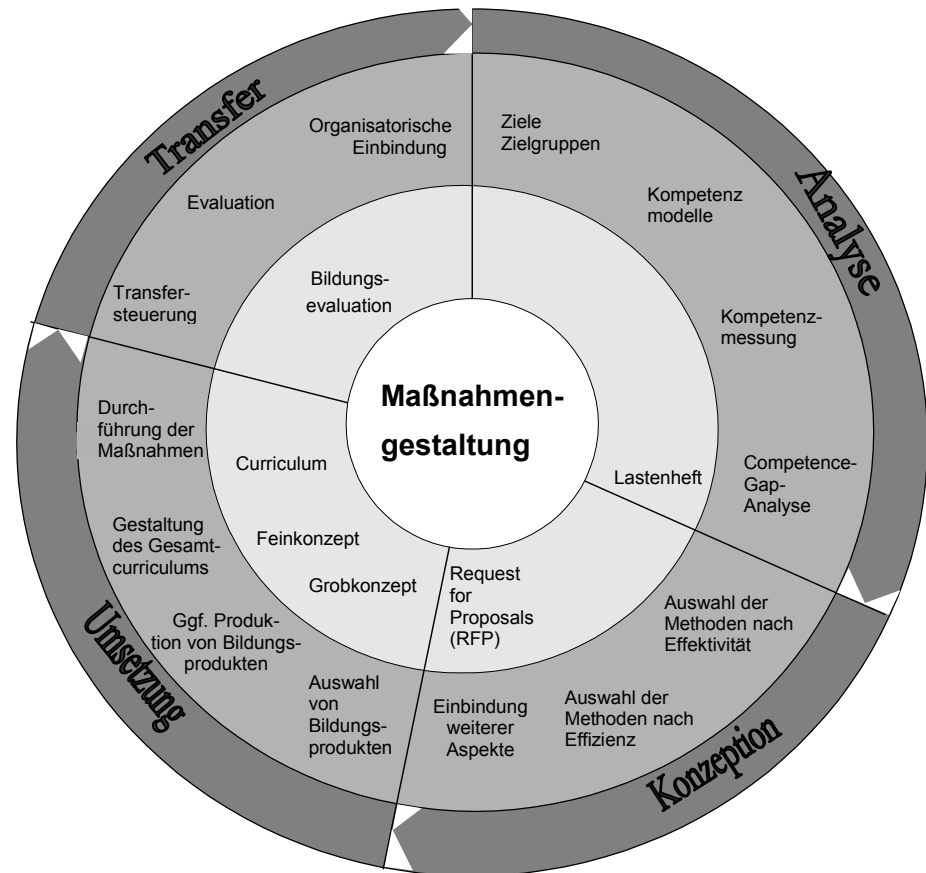 Transfer
Analyse
Konzeption
Umsetzung
Organisatorische
Einbindung
Evaluation
Transfer-
steuerung
Ziele
Zielgruppen
Kompetenz
modelle
Kompetenz-
messung
Competence-
Gap-
Analyse
Auswahl der
Methoden nach
Effektivität
Auswahl der
Methoden nach
Effizienz
Einbindung
weiterer
Aspekte
Auswahl
von
Bildungs-
produkten
Ggf. Produk-
tion von Bildungs-
produkten
Gestaltung
des Gesamt-
curriculums
Durch-
führung der
Maßnahmen
Bildungs-
evaluation
Lastenheft
Request
for
Proposals
(RFP)
Grobkonzept
Feinkonzept
Curriculum
Maßnahmen-
gestaltung